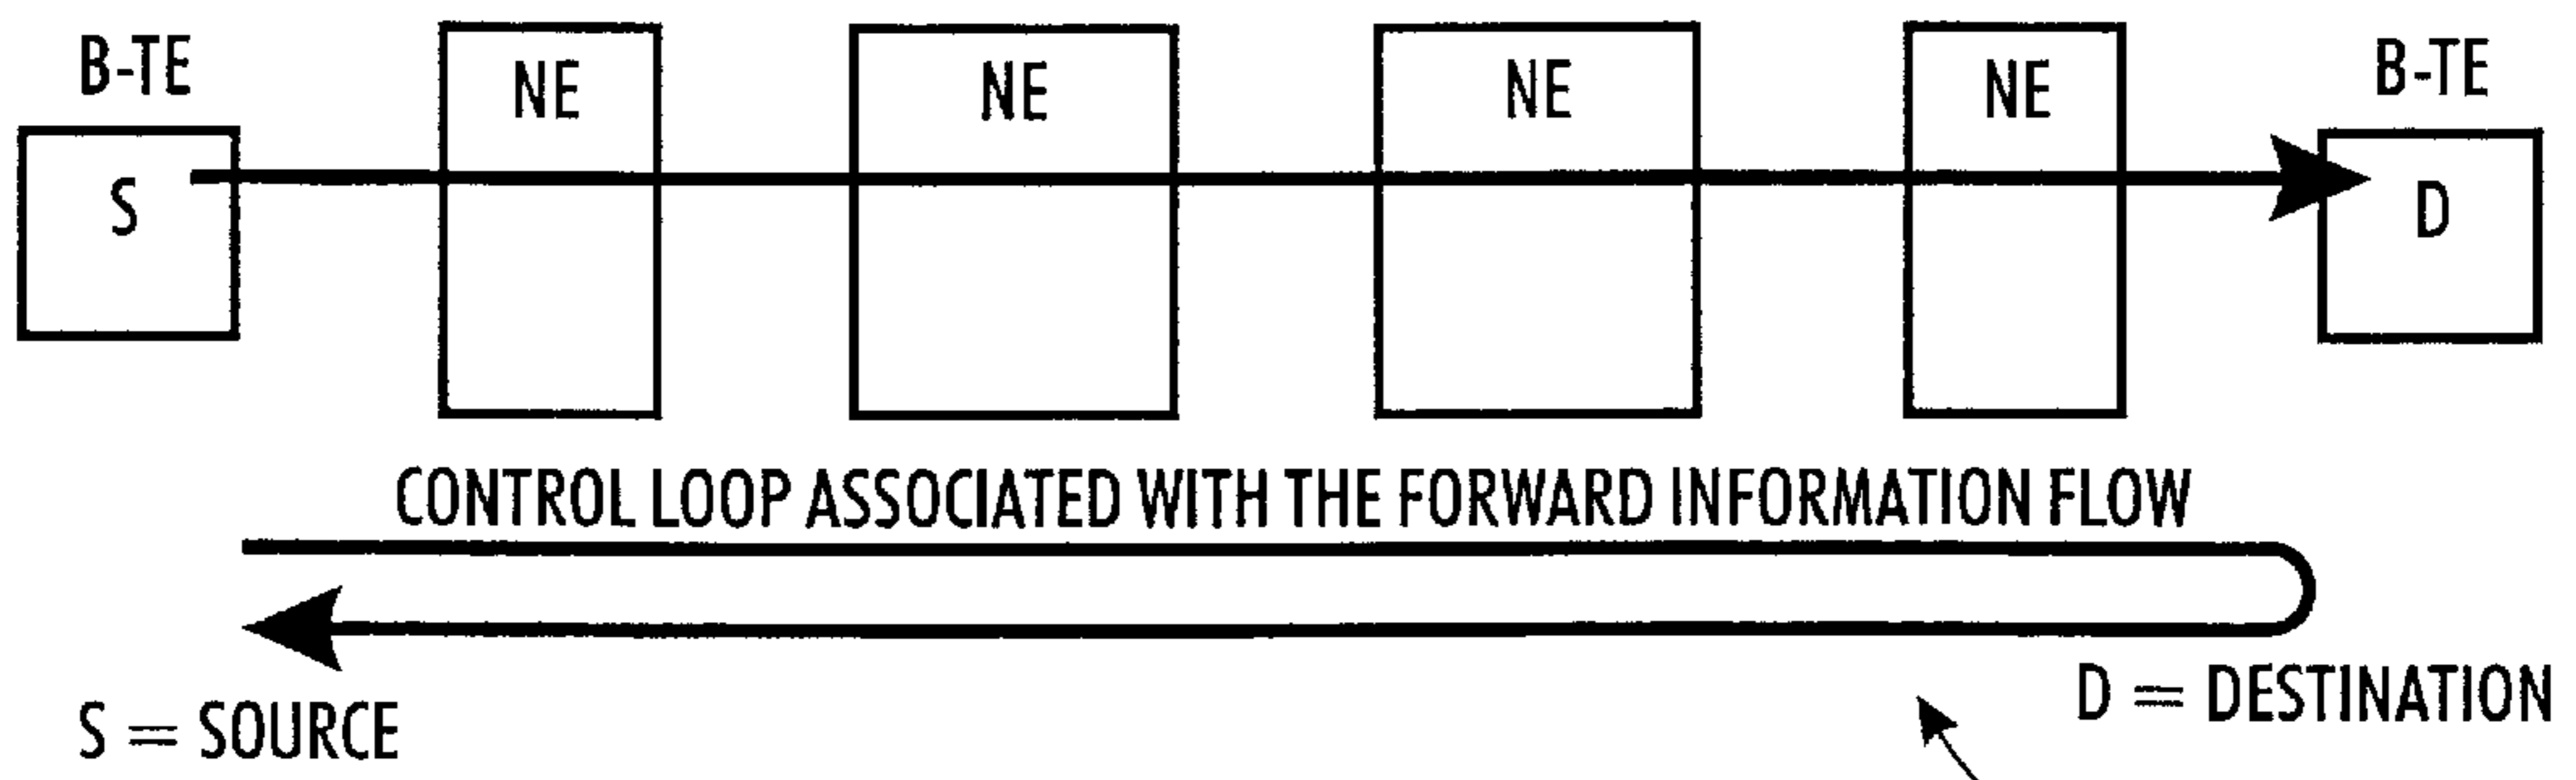 B-TE
NE
NE
NE
NE
B-TE
S
D
CONTROL LOOP ASSOCIATED WITH THE FORWARD INFORMATION FLOW
S = SOURCE
D = DESTINATION